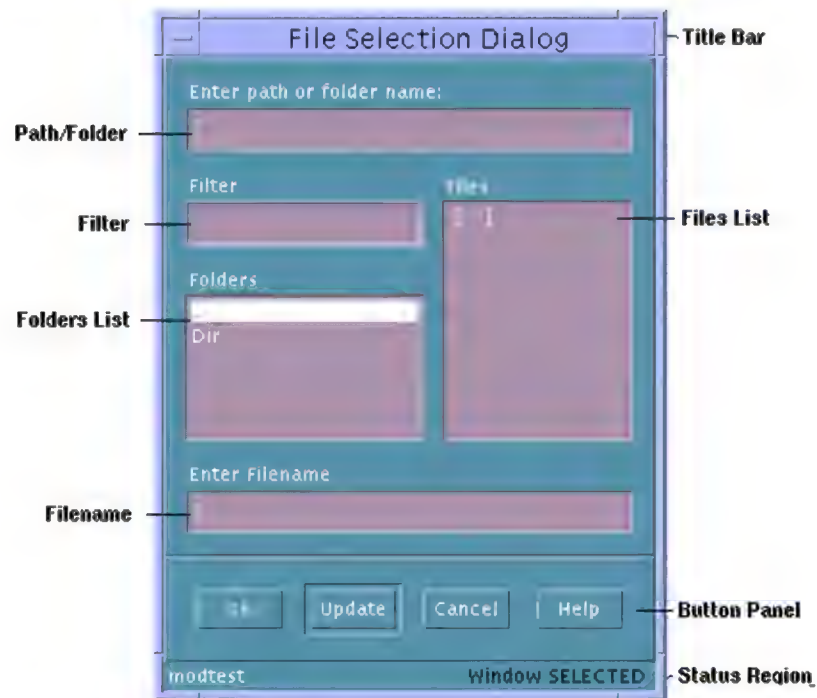 File Selection Dialog
Title Bar
Enter path or folder name:
Path/Folder
Filter
Files
Filter
Files List
Folders
Folders List
Dir
Enter Filename
Filename
Update
Cancel
Help
Button Panel
modtest
Window SELECTED
Status Region